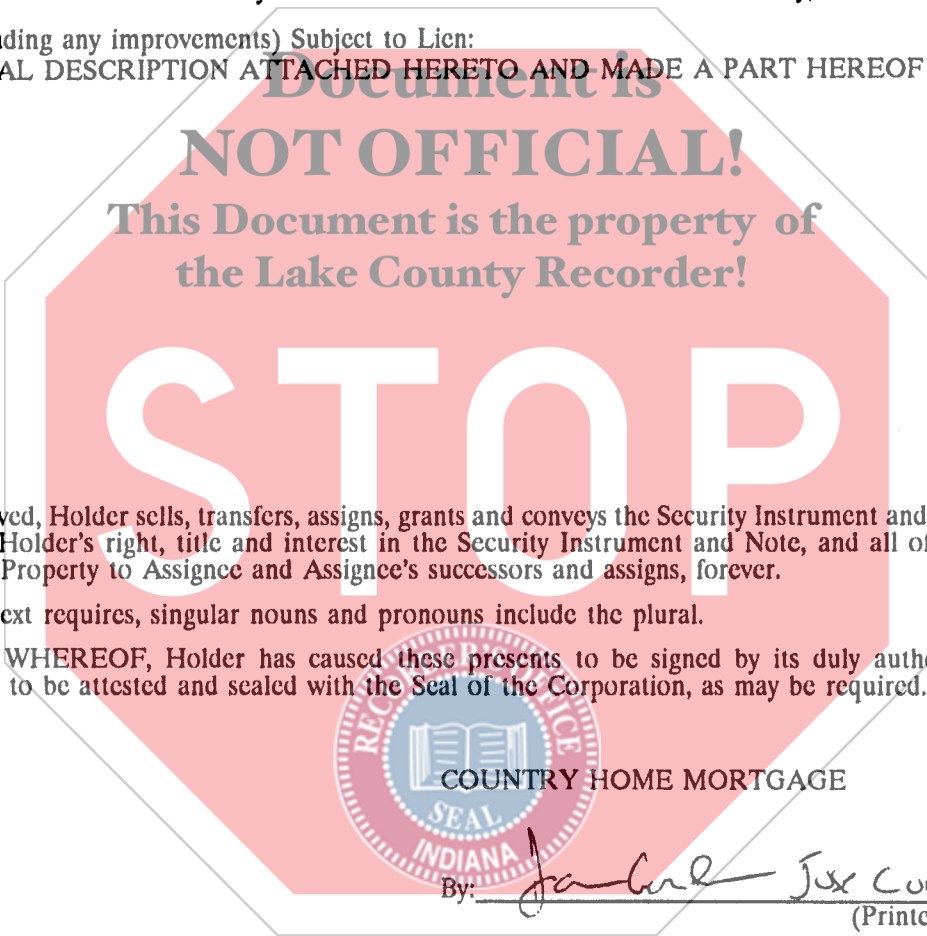 ding any improvements) Subject to Lien:
AL DESCRIPTION ATTACHED HERETO AND MADE A PART HEREOF
Document is
NOT OFFICIAL!
This Document is the property of
the Lake County Recorder!
STOP
ved, Holder sells, transfers, assigns, grants and conveys the Security Instrument and
Holder's right, title and interest in the Security Instrument and Note, and all of
Property to Assignee and Assignee's successors and assigns, forever.
ext requires, singular nouns and pronouns include the plural.
WHEREOF, Holder has caused these presents to be signed by its duly autho
to be attested and sealed with the Seal of the Corporation, as may be required.
RECORDER'S OFFICE
SEAL
INDIANA
COUNTRY HOME MORTGAGE
By:
(Printe